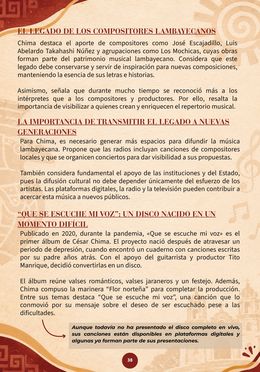 EL LEGADO DE LOS COMPOSITORES LAMBAYECANOS
Chima destaca el aporte de compositores como José Escajadillo, Luis
Abelardo Takahashi Núñez y agrupaciones como Los Mochicas, cuyas obras
forman parte del patrimonio musical lambayecano. Considera que este
legado debe conservarse y servir de inspiración para nuevas composiciones,
manteniendo la esencia de sus letras e historias.
Asimismo, señala que durante mucho tiempo se reconoció más a los
intérpretes que a los compositores y productores. Por ello, resalta la
importancia de visibilizar a quienes crean y enriquecen el repertorio musical.
LA IMPORTANCIA DE TRANSMITIR EL LEGADO A NUEVAS
GENERACIONES
Para Chima, es necesario generar más espacios para difundir la música
lambayecana. Propone que las radios incluyan canciones de compositores
locales y que se organicen conciertos para dar visibilidad a sus propuestas.
También considera fundamental el apoyo de las instituciones y del Estado,
pues la difusión cultural no debe depender únicamente del esfuerzo de los
artistas. Las plataformas digitales, la radio y la televisión pueden contribuir a
acercar esta música a nuevos públicos.
"QUE SE ESCUCHE MI VOZ": UN DISCO NACIDO EN UN
MOMENTO DIFÍCIL
Publicado en 2020, durante la pandemia, «Que se escuche mi voz» es el
primer álbum de César Chima. El proyecto nació después de atravesar un
periodo de depresión, cuando encontró un cuaderno con canciones escritas
por su padre años atrás. Con el apoyo del guitarrista y productor Tito
Manrique, decidió convertirlas en un disco.
El álbum reúne valses románticos, valses jaraneros y un festejo. Además,
Chima compuso la marinera "Flor norteña" para completar la producción.
Entre sus temas destaca "Que se escuche mi voz", una canción que lo
conmovió por su mensaje sobre el deseo de ser escuchado pese a las
dificultades.
Aunque todavía no ha presentado el disco completo en vivo,
sus canciones están disponibles en plataformas digitales y
algunas ya forman parte de sus presentaciones.
38